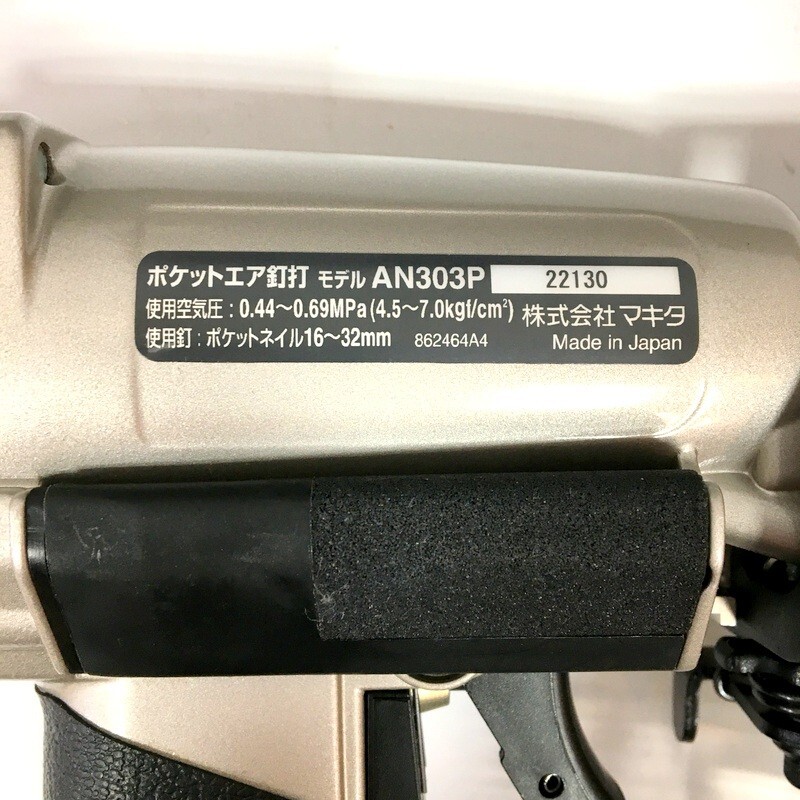 ポケットエア釘打 モデル AN303P 22130
使用空気圧：0.44～0.69MPa(4.5～7.0kgf/cm²) 株式会社マキタ
使用釘：ポケットネイル16～32mm 862464A4 Made in Japan